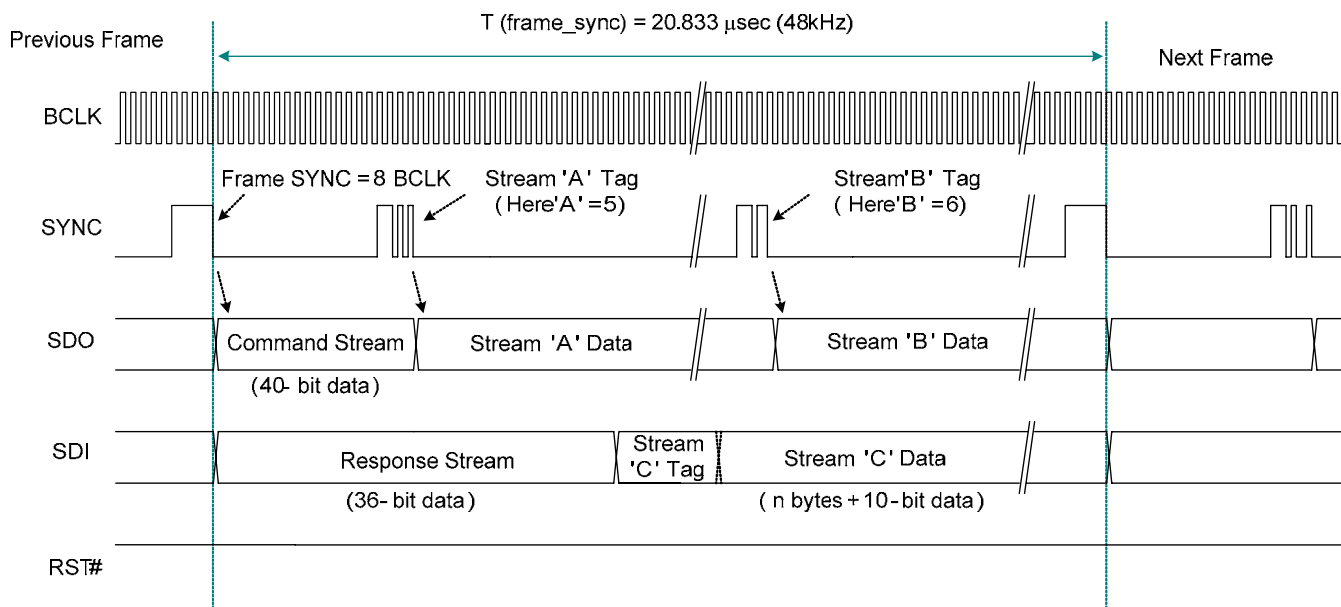 T (frame_sync) = 20.833 μsec (48kHz)
Previous Frame
Next Frame
BCLK
Frame SYNC = 8 BCLK
Stream 'A' Tag
(Here'A' = 5)
Stream'B' Tag
(Here'B' = 6)
SYNC
SDO
Command Stream
Stream 'A' Data
Stream 'B' Data
(40- bit data)
SDI
Response Stream
Stream
'C' Tag
Stream 'C' Data
(36- bit data)
(n bytes + 10-bit data)
RST#